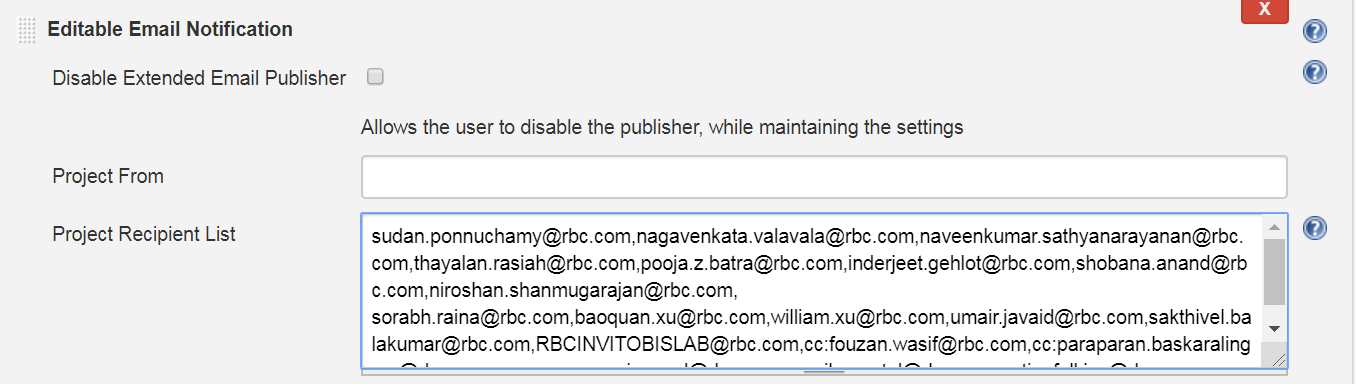 X
Editable Email Notification
Disable Extended Email Publisher
Allows the user to disable the publisher, while maintaining the settings
Project From
Project Recipient List
sudan.ponnuchamy@rbc.com,nagavenkata.valavala@rbc.com,naveenkumar.sathyanarayanan@rbc.
com,thayalan.rasiah@rbc.com,pooja.z.batra@rbc.com,inderjeet.gehlot@rbc.com,shobana.anand@rb
c.com,niroshan.shanmugarajan@rbc.com,
sorabh.raina@rbc.com,baoquan.xu@rbc.com,william.xu@rbc.com,umair.javaid@rbc.com,sakthivel.ba
lakumar@rbc.com,RBCINVITOBISLAB@rbc.com,cc:fouzan.wasif@rbc.com,cc:paraparan.baskaraling